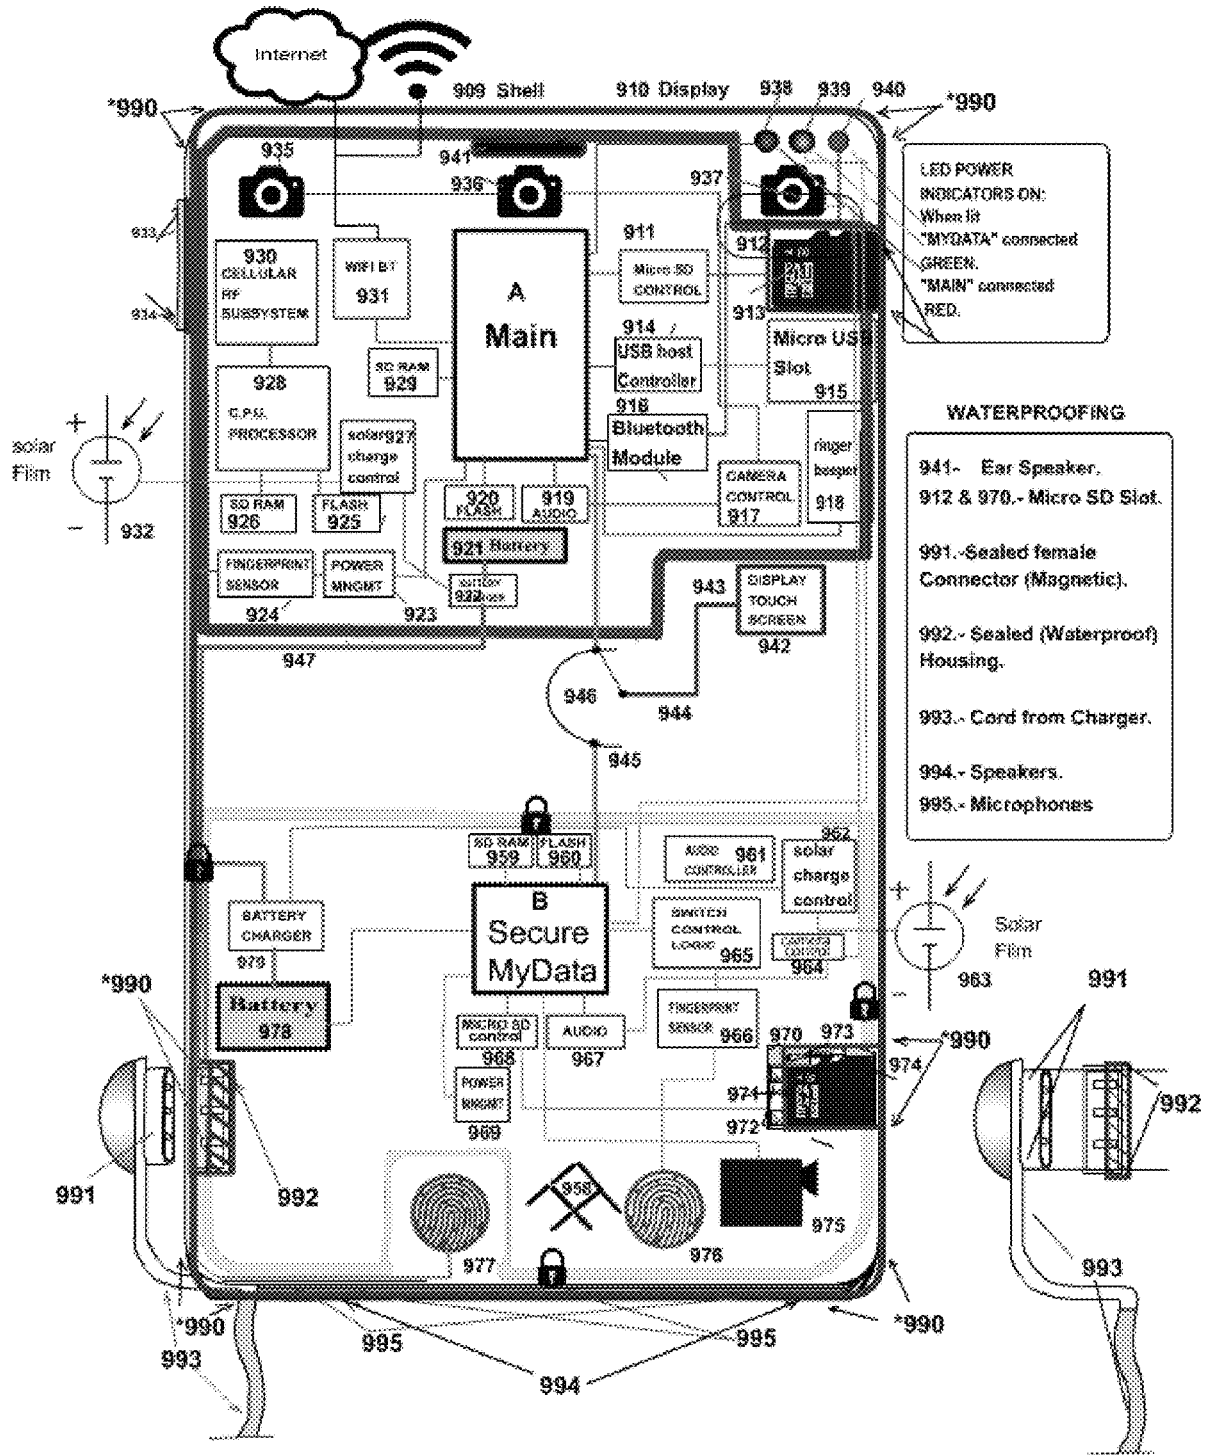 Internet
909 Shell
910 Display
938
939
940
*990
*990
935
941
936
937
LED POWER
INDICATORS ON:
When lit
"MYDATA" connected
GREEN.
"MAIN" connected
RED.
933
934
930
CELLULAR
RF
SUBSYSTEM
WIFI BT
931
A
Main
911
Micro SD
CONTROL
912
913
914
USB host
Controller
Micro USB
Slot
915
SD RAM
929
928
C.P.U.
PROCESSOR
solar 927
charge
control
916
Bluetooth
Module
ringer
beeper
918
CAMERA
CONTROL
917
solar
Film
+
−
932
SD RAM
926
FLASH
925
920
FLASH
919
AUDIO
921 Battery
FINGERPRINT
SENSOR
924
POWER
MNGMT
923
BATTERY
922
WATERPROOFING
941- Ear Speaker.
912 & 970.- Micro SD Slot.
991.-Sealed female
Connector (Magnetic).
992.- Sealed (Waterproof)
Housing.
993.- Cord from Charger.
994.- Speakers.
995.- Microphones
943
DISPLAY
TOUCH
SCREEN
942
947
946
944
945
SD RAM
959
FLASH
960
AUDIO 961
CONTROLLER
962
solar
charge
control
B
Secure
MyData
BATTERY
CHARGER
979
SWITCH
CONTROL
LOGIC 965
Camera
control
964
+
−
Solar
Film
963
*990
Battery
978
MICRO SD
control
968
AUDIO
967
FINGERPRINT
SENSOR 966
970
973
974
971
972
*990
991
POWER
MNGMT
969
992
991
992
958
977
976
975
993
*990
995
995
*990
993
994